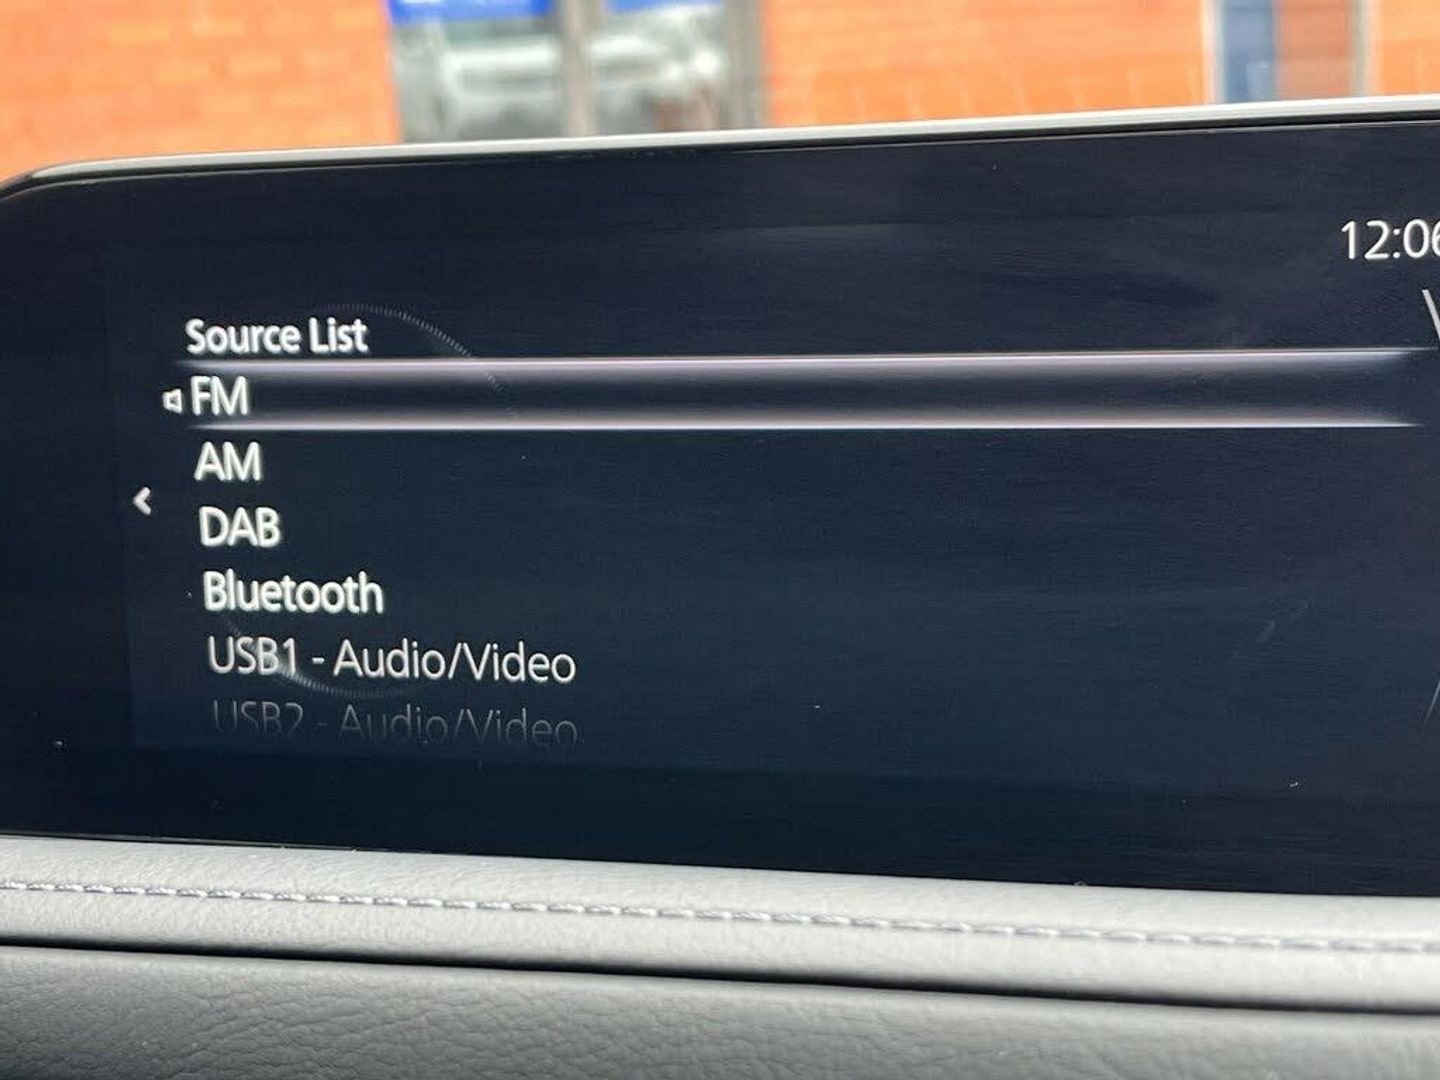 12:06
Source List
FM
AM
DAB
Bluetooth
USB1 - Audio/Video
USB2 - Audio/Video